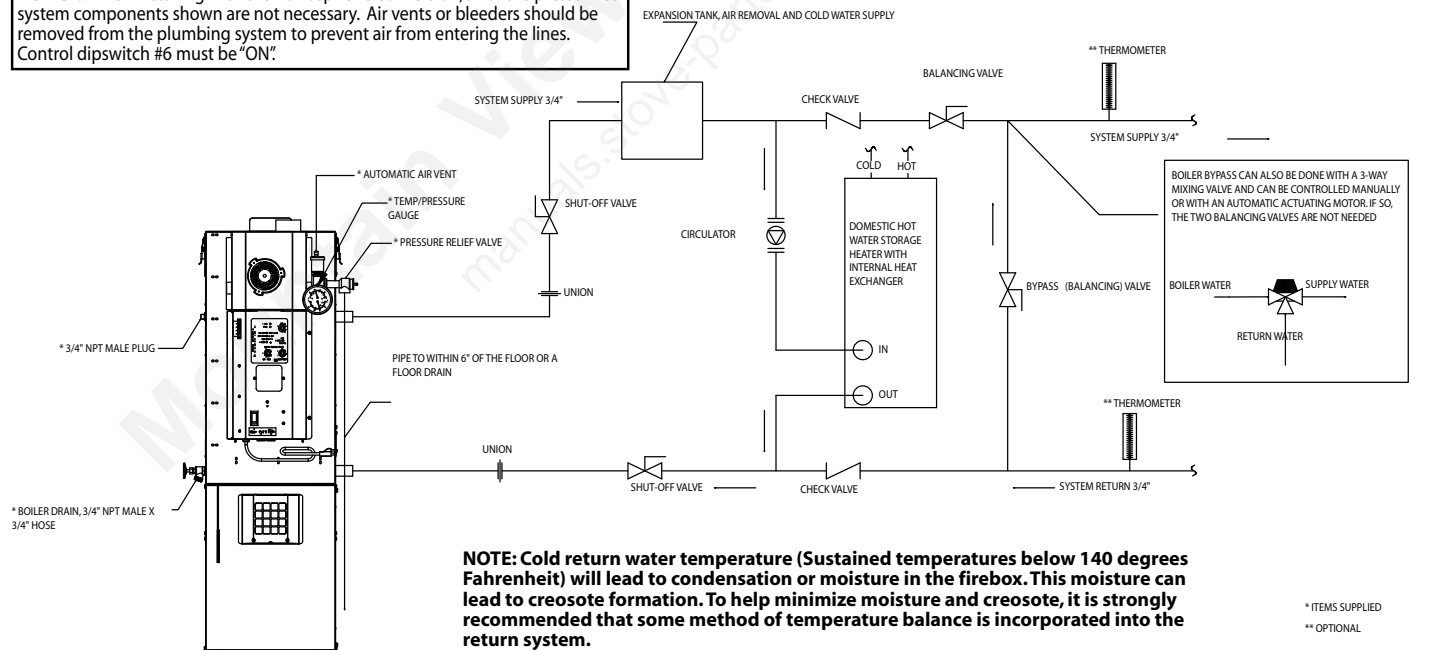 system components shown are not necessary. Air vents or bleeders should be
removed from the plumbing system to prevent air from entering the lines.
Control dipswitch #6 must be “ON”.
EXPANSION TANK, AIR REMOVAL AND COLD WATER SUPPLY
** THERMOMETER
BALANCING VALVE
SYSTEM SUPPLY 3/4"
CHECK VALVE
SYSTEM SUPPLY 3/4"
COLD
HOT
* AUTOMATIC AIR VENT
* TEMP/PRESSURE
GAUGE
* PRESSURE RELIEF VALVE
SHUT-OFF VALVE
CIRCULATOR
DOMESTIC HOT
WATER STORAGE
HEATER WITH
INTERNAL HEAT
EXCHANGER
BOILER BYPASS CAN ALSO BE DONE WITH A 3-WAY
MIXING VALVE AND CAN BE CONTROLLED MANUALLY
OR WITH AN AUTOMATIC ACTUATING MOTOR. IF SO,
THE TWO BALANCING VALVES ARE NOT NEEDED
UNION
BYPASS (BALANCING) VALVE
BOILER WATER
SUPPLY WATER
RETURN WATER
* 3/4" NPT MALE PLUG
PIPE TO WITHIN 6" OF THE FLOOR OR A
FLOOR DRAIN
IN
OUT
** THERMOMETER
UNION
SHUT-OFF VALVE
CHECK VALVE
SYSTEM RETURN 3/4"
* BOILER DRAIN, 3/4" NPT MALE X
3/4" HOSE
NOTE: Cold return water temperature (Sustained temperatures below 140 degrees
Fahrenheit) will lead to condensation or moisture in the firebox. This moisture can
lead to creosote formation. To help minimize moisture and creosote, it is strongly
recommended that some method of temperature balance is incorporated into the
return system.
* ITEMS SUPPLIED
** OPTIONAL
Mountain View
manuals.stove-par